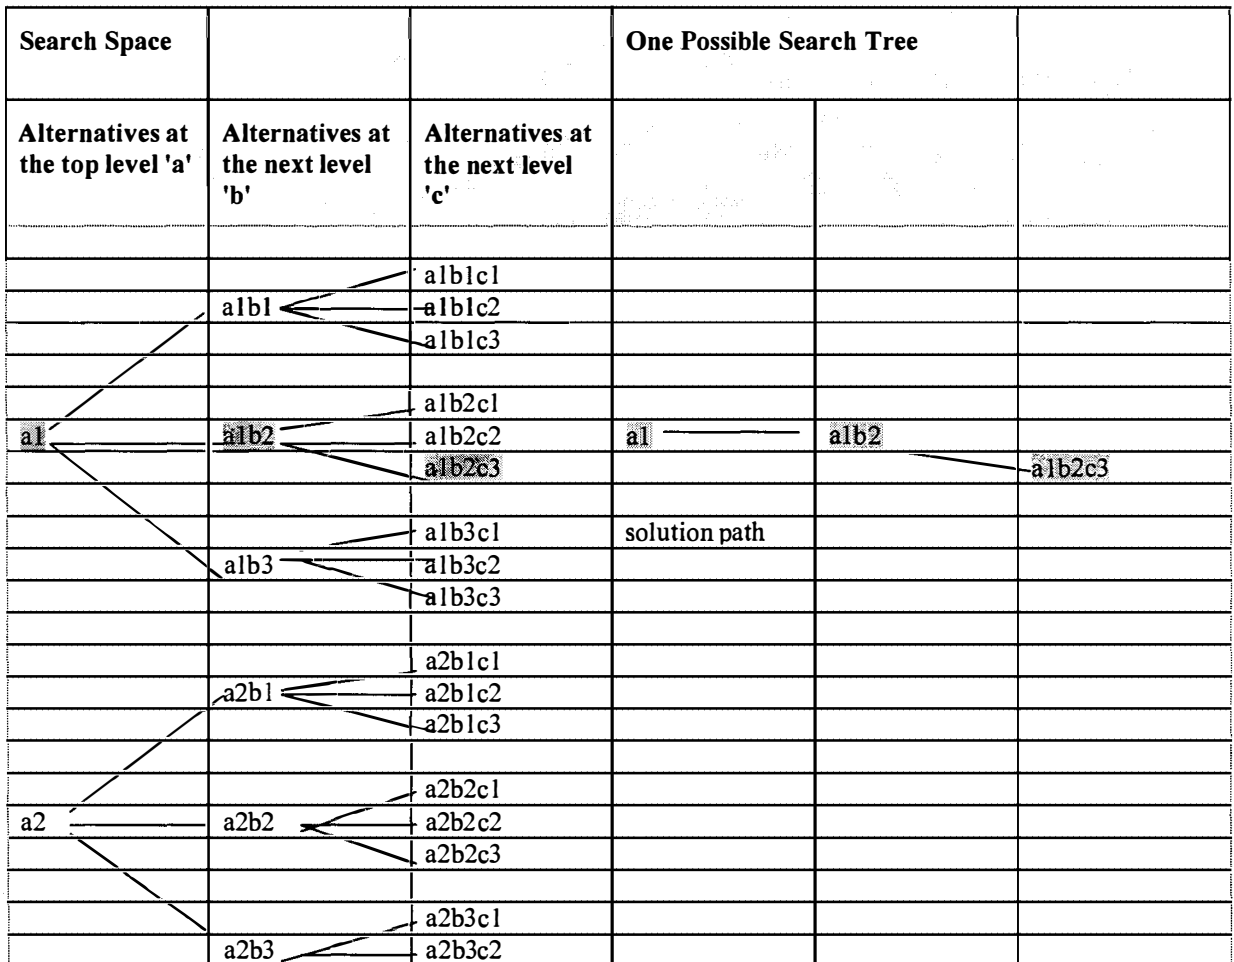 Search Space One Possible Search Tree
Alternatives at Alternatives at Alternatives at
the top level 'a' the next level the next level
'b' 'c'
a1b1c1
a1b1 a1b1c2
a1b1c3
a1b2c1
a1 a1b2 a1b2c2 a1 a1b2
a1b2c3 a1b2c3
a1b3c1 solution path
a1b3 a1b3c2
a1b3c3
a2b1c1
a2b1 a2b1c2
a2b1c3
a2b2c1
a2 a2b2 a2b2c2
a2b2c3
a2b3c1
a2b3 a2b3c2